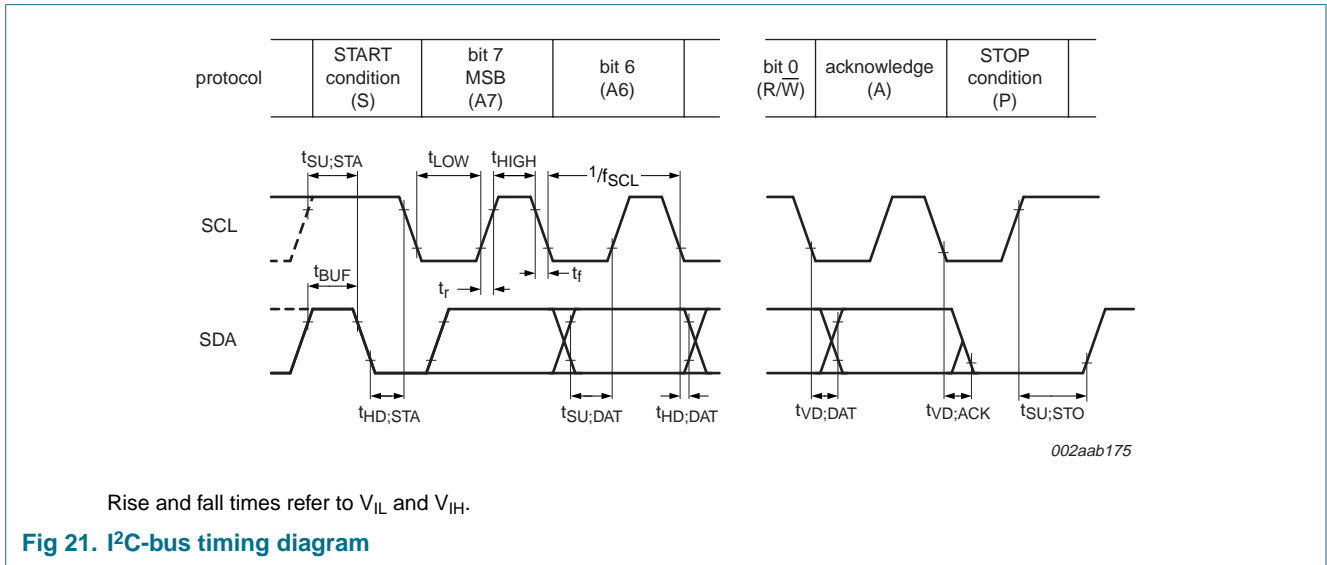 protocol
START
condition
(S)
bit 7
MSB
(A7)
bit 6
(A6)
bit 0
(R/W̅)
acknowledge
(A)
STOP
condition
(P)
tSU;STA
tLOW
tHIGH
1/fSCL
SCL
tBUF
tr
tf
SDA
tHD;STA
tSU;DAT
tHD;DAT
tVD;DAT
tVD;ACK
tSU;STO
002aab175
Rise and fall times refer to VIL and VIH.
Fig 21. I²C-bus timing diagram